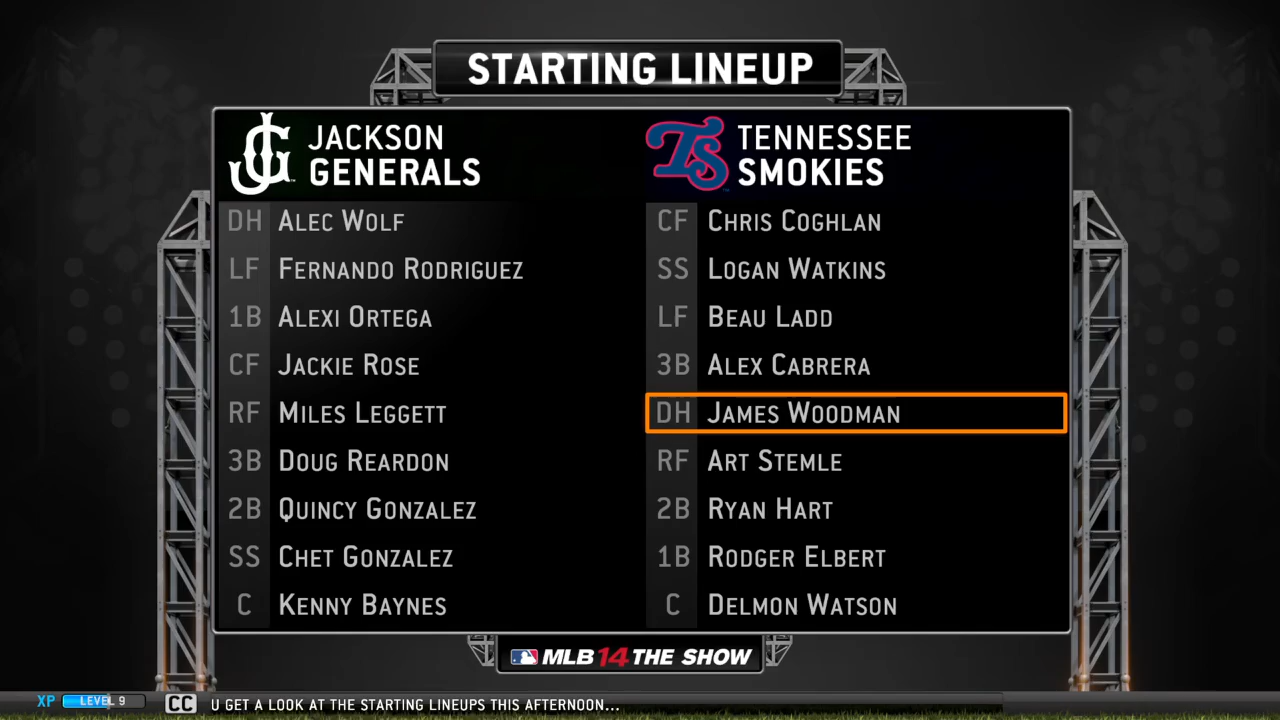 STARTING LINEUP
JACKSON
GENERALS
DH ALEC WOLF
LF FERNANDO RODRIGUEZ
1B ALEXI ORTEGA
CF JACKIE ROSE
RF MILES LEGGETT
3B DOUG REARDON
2B QUINCY GONZALEZ
SS CHET GONZALEZ
C KENNY BAYNES
TS
TENNESSEE
SMOKIES
CF CHRIS COGHLAN
SS LOGAN WATKINS
LF BEAU LADD
3B ALEX CABRERA
DH JAMES WOODMAN
RF ART STEMLE
2B RYAN HART
1B RODGER ELBERT
C DELMON WATSON
MLB 14 THE SHOW
XP LEVEL 9 CC U GET A LOOK AT THE STARTING LINEUPS THIS AFTERNOON...